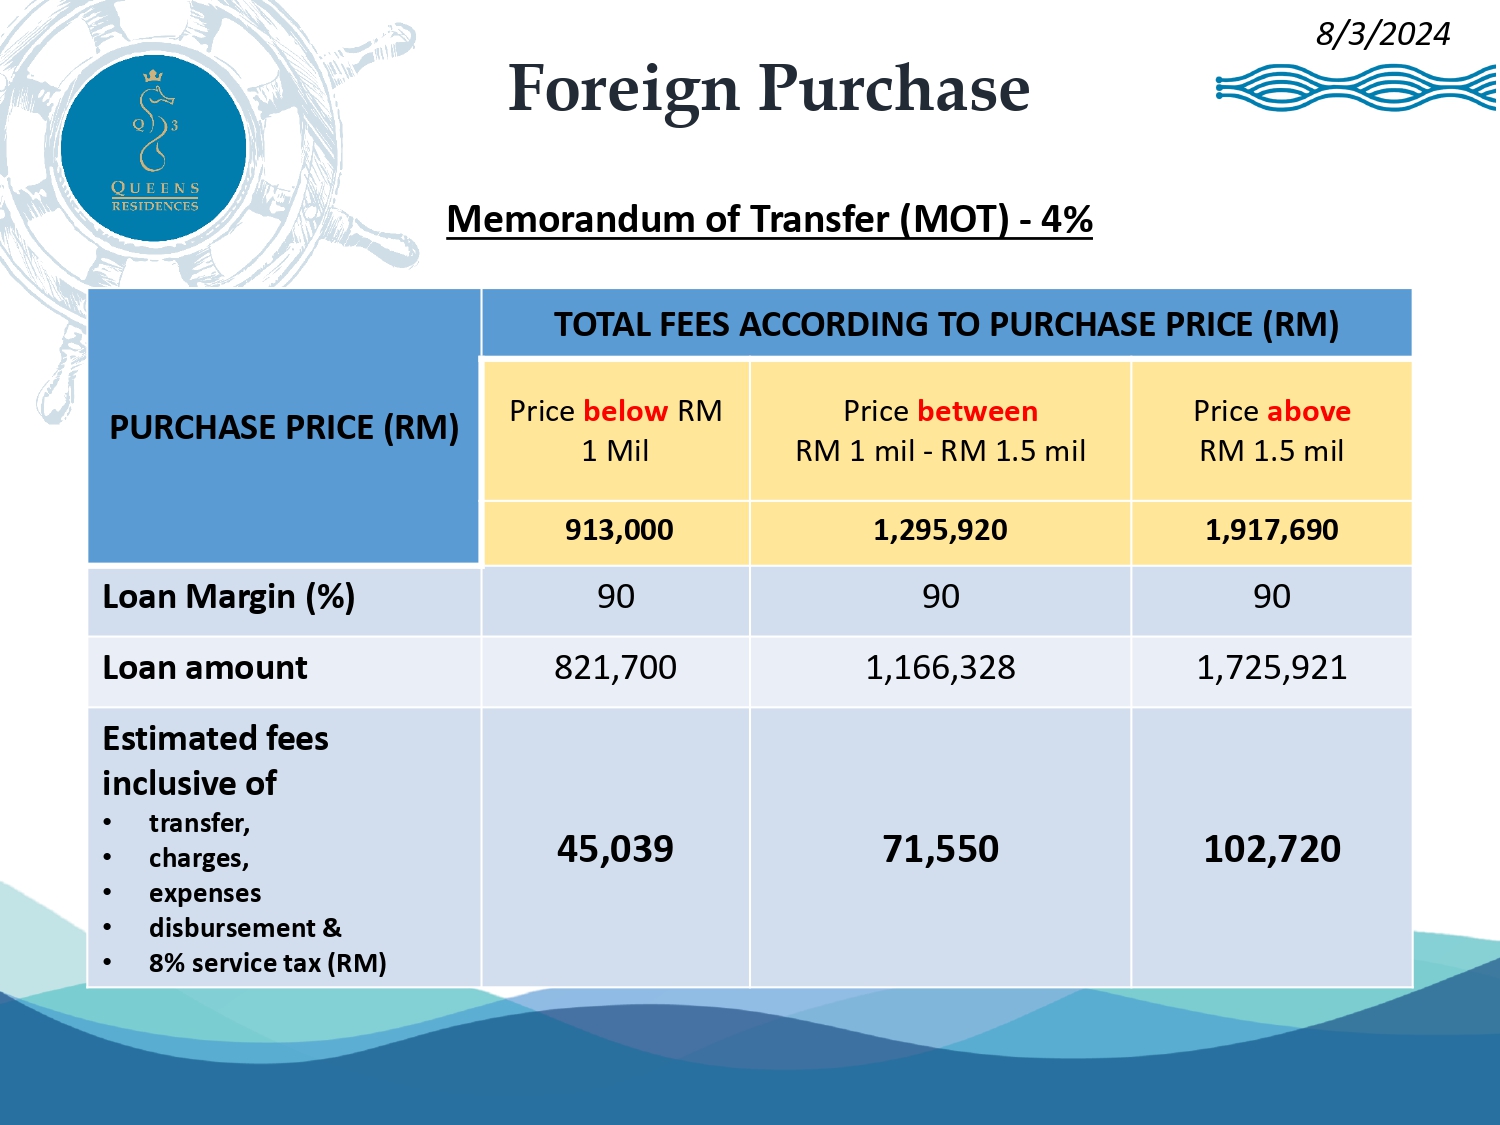 8/3/2024
Foreign Purchase
Q 3
QUEENS
RESIDENCES
Memorandum of Transfer (MOT) - 4%
PURCHASE PRICE (RM)
TOTAL FEES ACCORDING TO PURCHASE PRICE (RM)
Price below RM
1 Mil
Price between
RM 1 mil - RM 1.5 mil
Price above
RM 1.5 mil
913,000
1,295,920
1,917,690
Loan Margin (%)
90
90
90
Loan amount
821,700
1,166,328
1,725,921
Estimated fees
inclusive of
• transfer,
• charges,
• expenses
• disbursement &
• 8% service tax (RM)
45,039
71,550
102,720